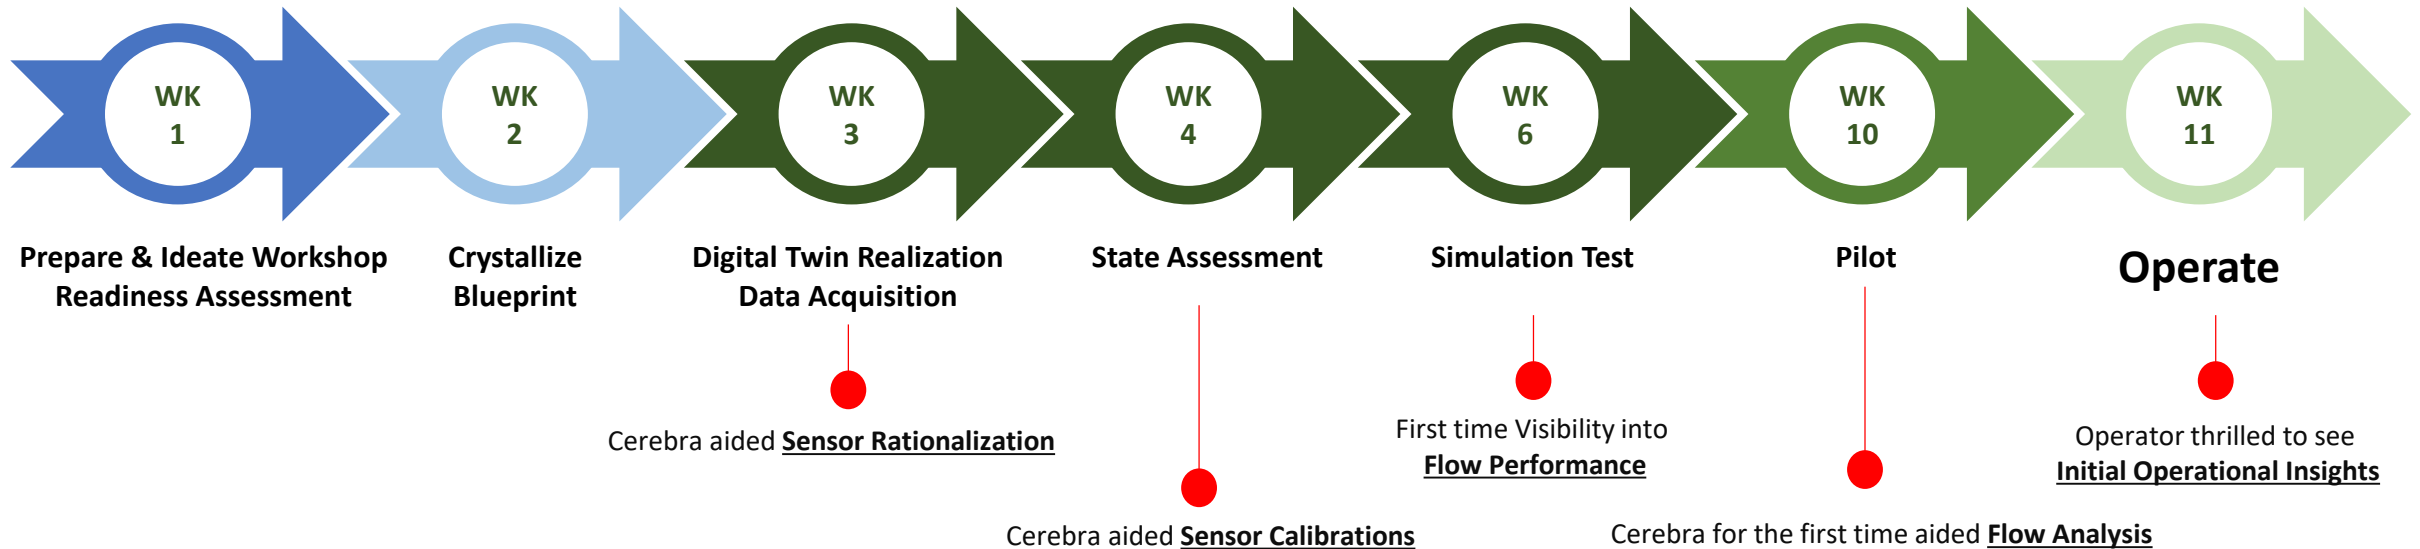 WK
1
WK
2
WK
3
WK
4
WK
6
WK
10
WK
11
Prepare & Ideate Workshop
Readiness Assessment
Crystallize
Blueprint
Digital Twin Realization
Data Acquisition
State Assessment
Simulation Test
Pilot
Operate
Cerebra aided Sensor Rationalization
Cerebra aided Sensor Calibrations
First time Visibility into
Flow Performance
Cerebra for the first time aided Flow Analysis
Operator thrilled to see
Initial Operational Insights